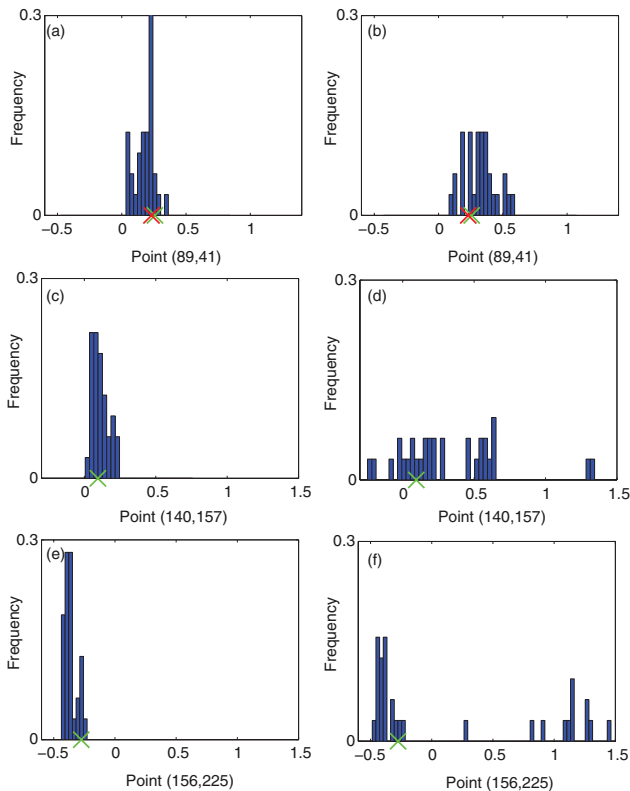 0.3
(a)
Frequency
0
−0.5
0
0.5
1
Point (89,41)
0.3
(b)
Frequency
0
−0.5
0
0.5
1
Point (89,41)
0.3
(c)
Frequency
0
0
0.5
1
1.5
Point (140,157)
0.3
(d)
Frequency
0
0
0.5
1
1.5
Point (140,157)
0.3
(e)
Frequency
0
−0.5
0
0.5
1
Point (156,225)
0.3
(f)
Frequency
0
−0.5
0
0.5
1
1.5
Point (156,225)